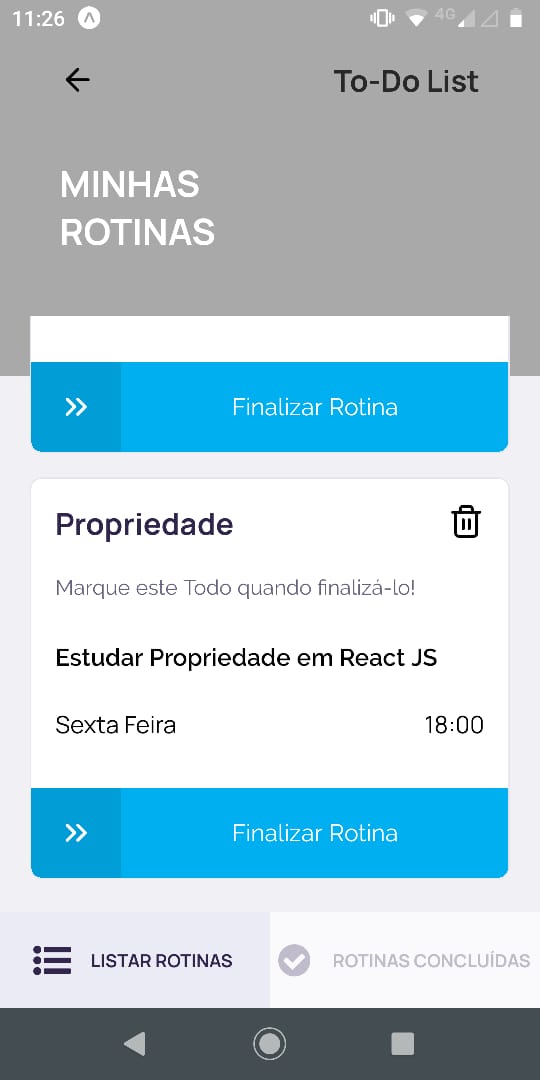 11:26
4G
To-Do List
MINHAS
ROTINAS
Finalizar Rotina
Propriedade
Marque este Todo quando finalizá-lo!
Estudar Propriedade em React JS
Sexta Feira 18:00
Finalizar Rotina
LISTAR ROTINAS ROTINAS CONCLUÍDAS